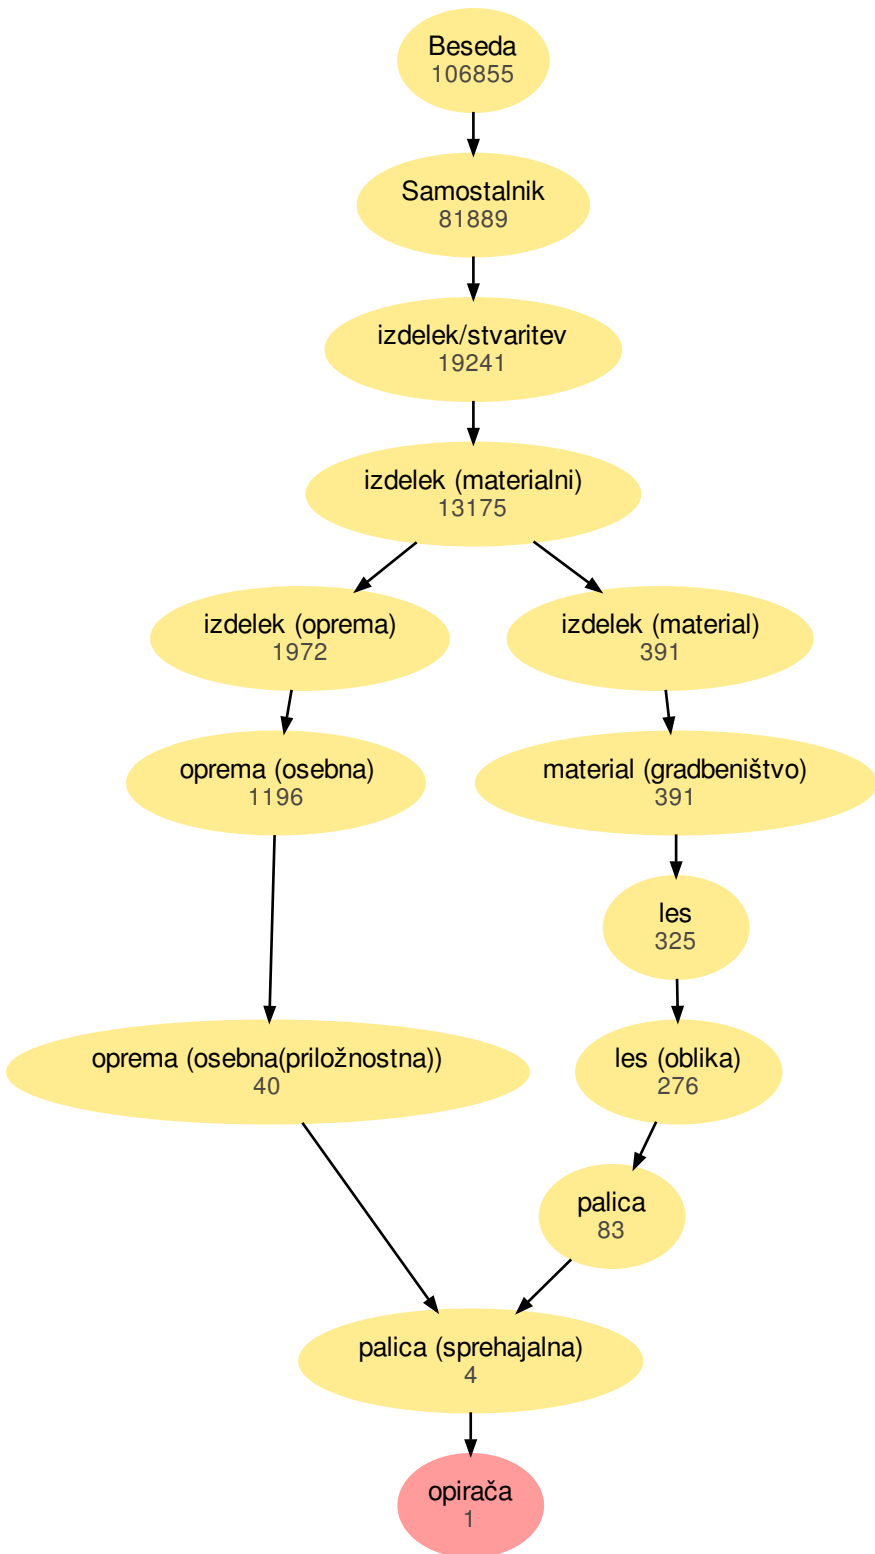 Beseda
106855
Samostalnik
81889
izdelek/stvaritev
19241
izdelek (materialni)
13175
izdelek (oprema)
1972
izdelek (material)
391
oprema (osebna)
1196
material (gradbeništvo)
391
les
325
oprema (osebna(priložnostna))
40
les (oblika)
276
palica
83
palica (sprehajalna)
4
opirača
1